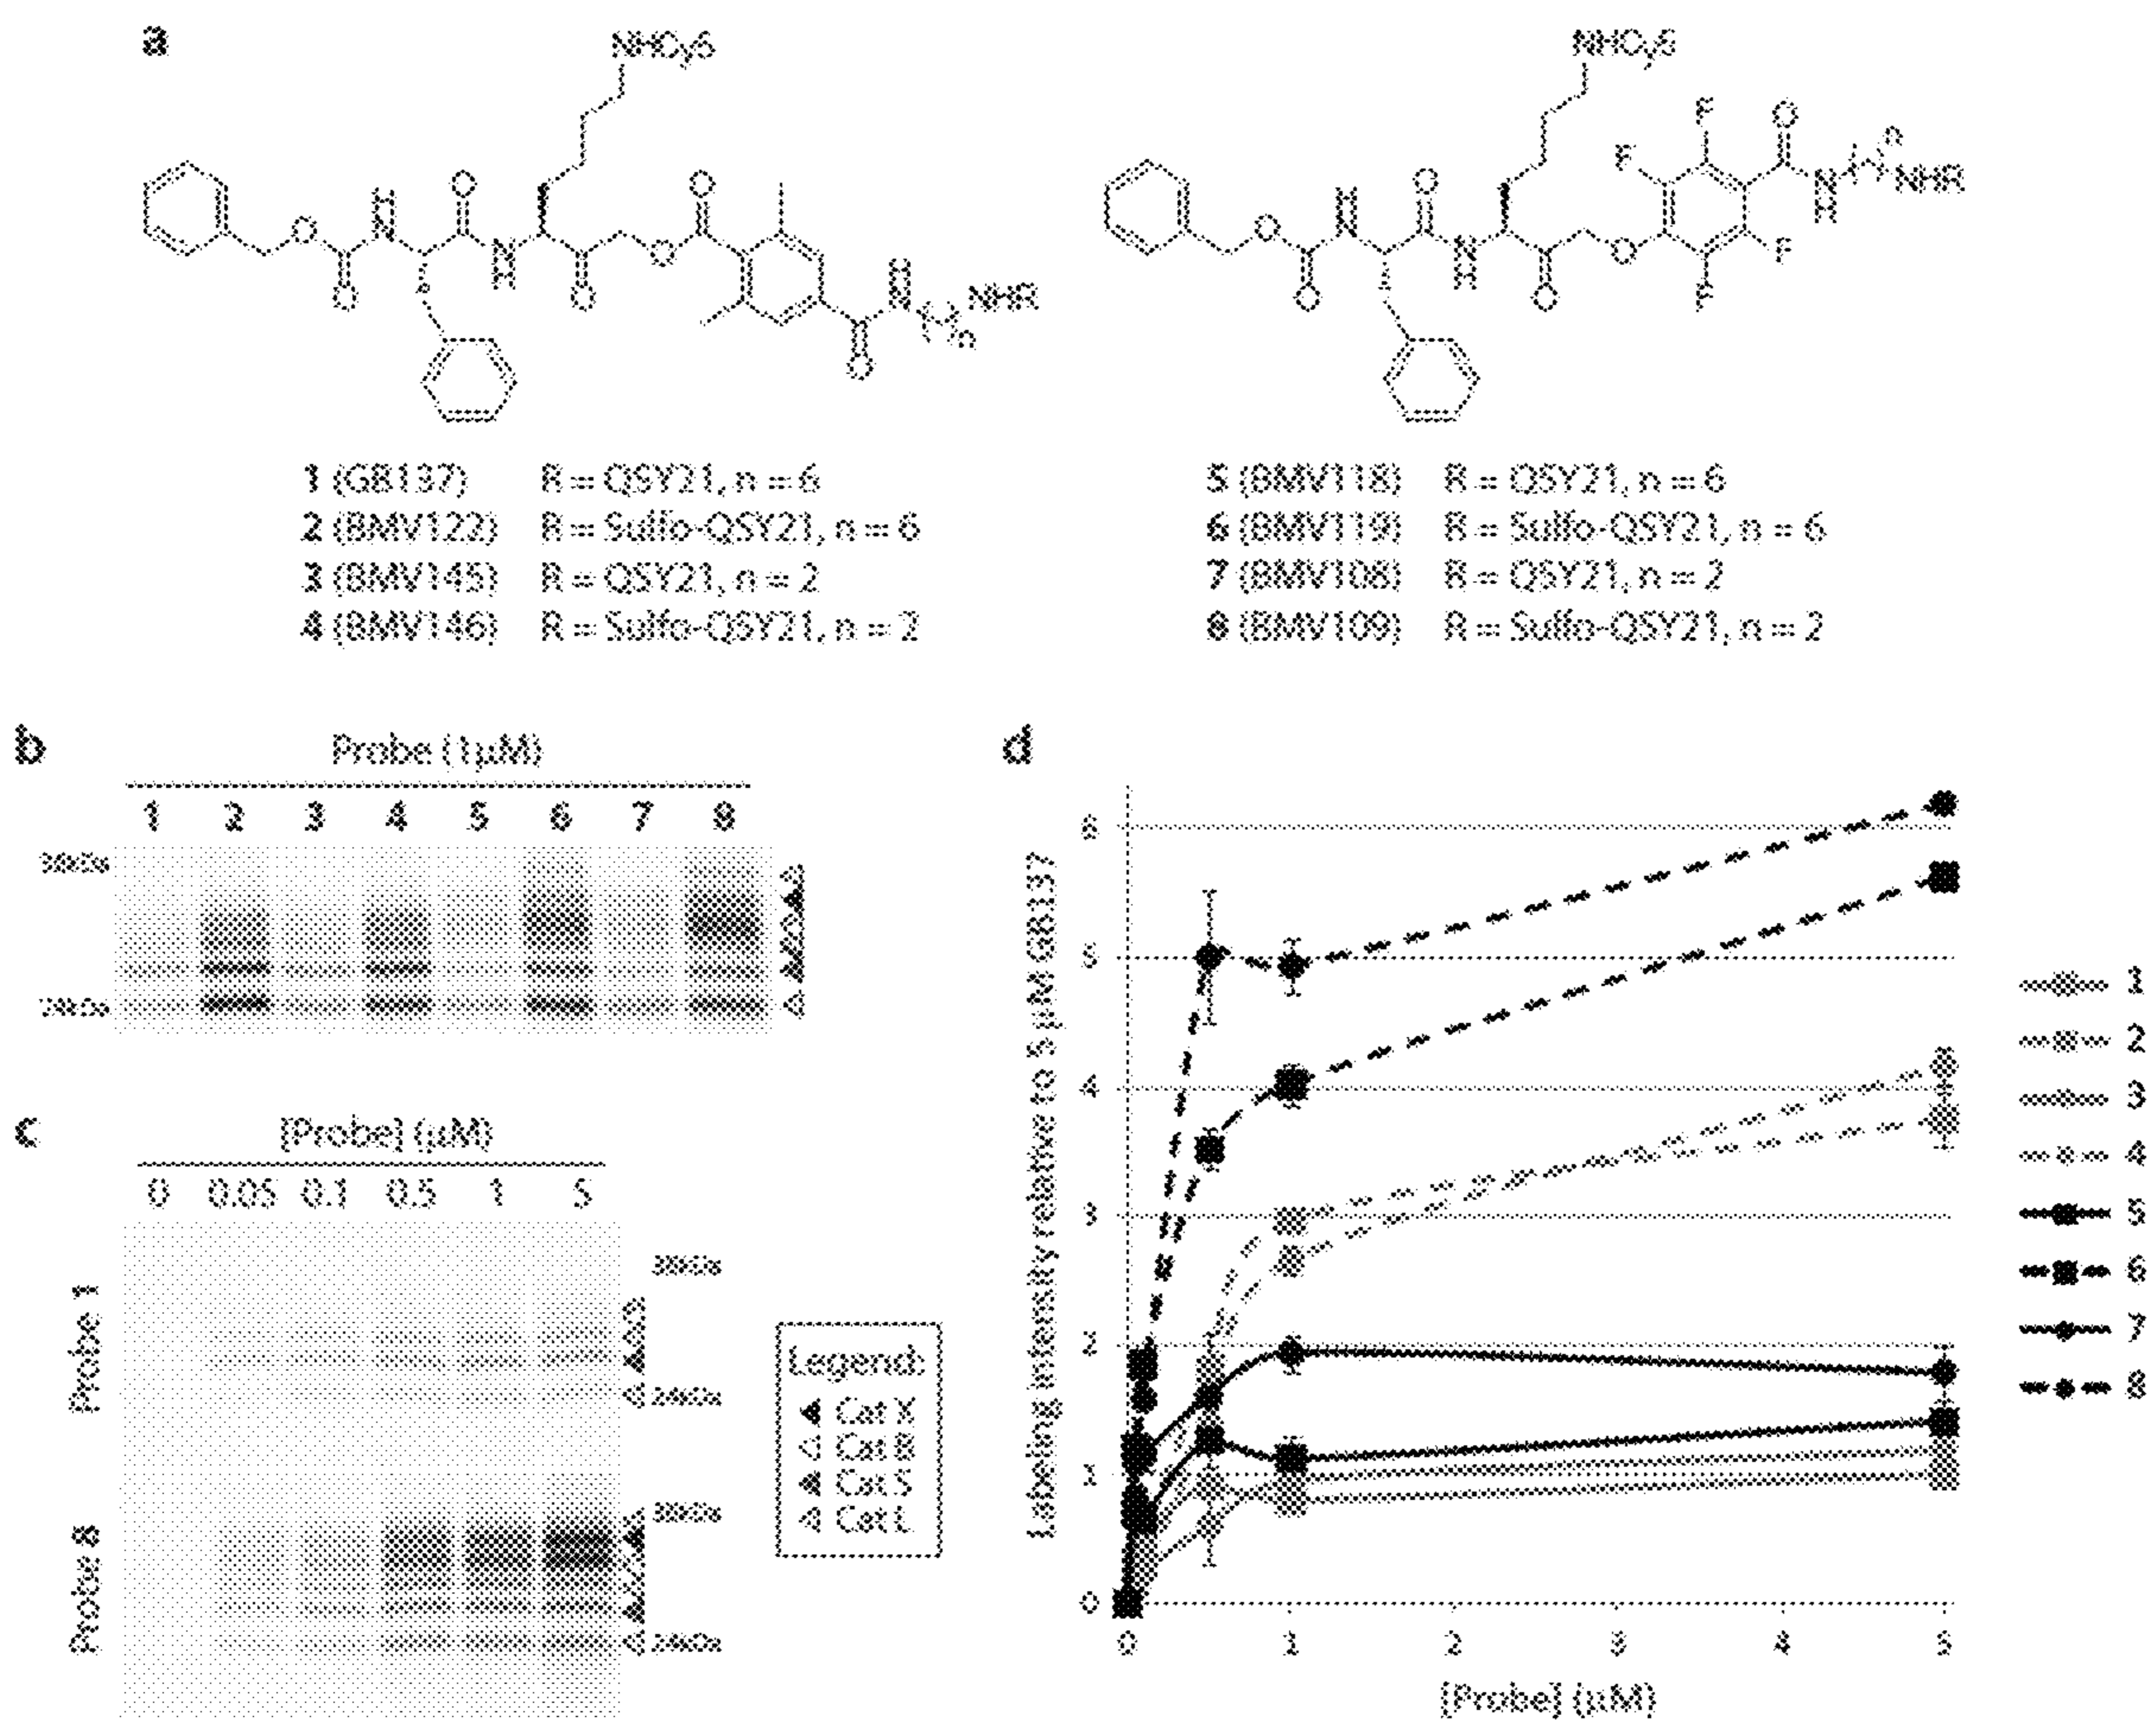 a
NHCy5
NHCy5
O
H
N
O
O
N
H
O
O
O
O
H
N
NHR
n
O
O
H
N
O
O
N
H
O
O
F
F
F
F
O
N
H
n
NHR
1 (GB137) R = QSY21, n = 6
2 (BMV122) R = Sulfo-QSY21, n = 6
3 (BMV145) R = QSY21, n = 2
4 (BMV146) R = Sulfo-QSY21, n = 2
5 (BMV118) R = QSY21, n = 6
6 (BMV119) R = Sulfo-QSY21, n = 6
7 (BMV108) R = QSY21, n = 2
8 (BMV109) R = Sulfo-QSY21, n = 2
b
Probe (1µM)
1 2 3 4 5 6 7 8
c
[Probe] (µM)
0 0.05 0.1 0.5 1 5
Probe 1
Probe 8
Legend:
Cat X
Cat B
Cat S
Cat L
d
Labeling intensity relative to 5 µM GB137
6
5
4
3
2
1
0
0 1 2 3 4 5
[Probe] (µM)
1
2
3
4
5
6
7
8